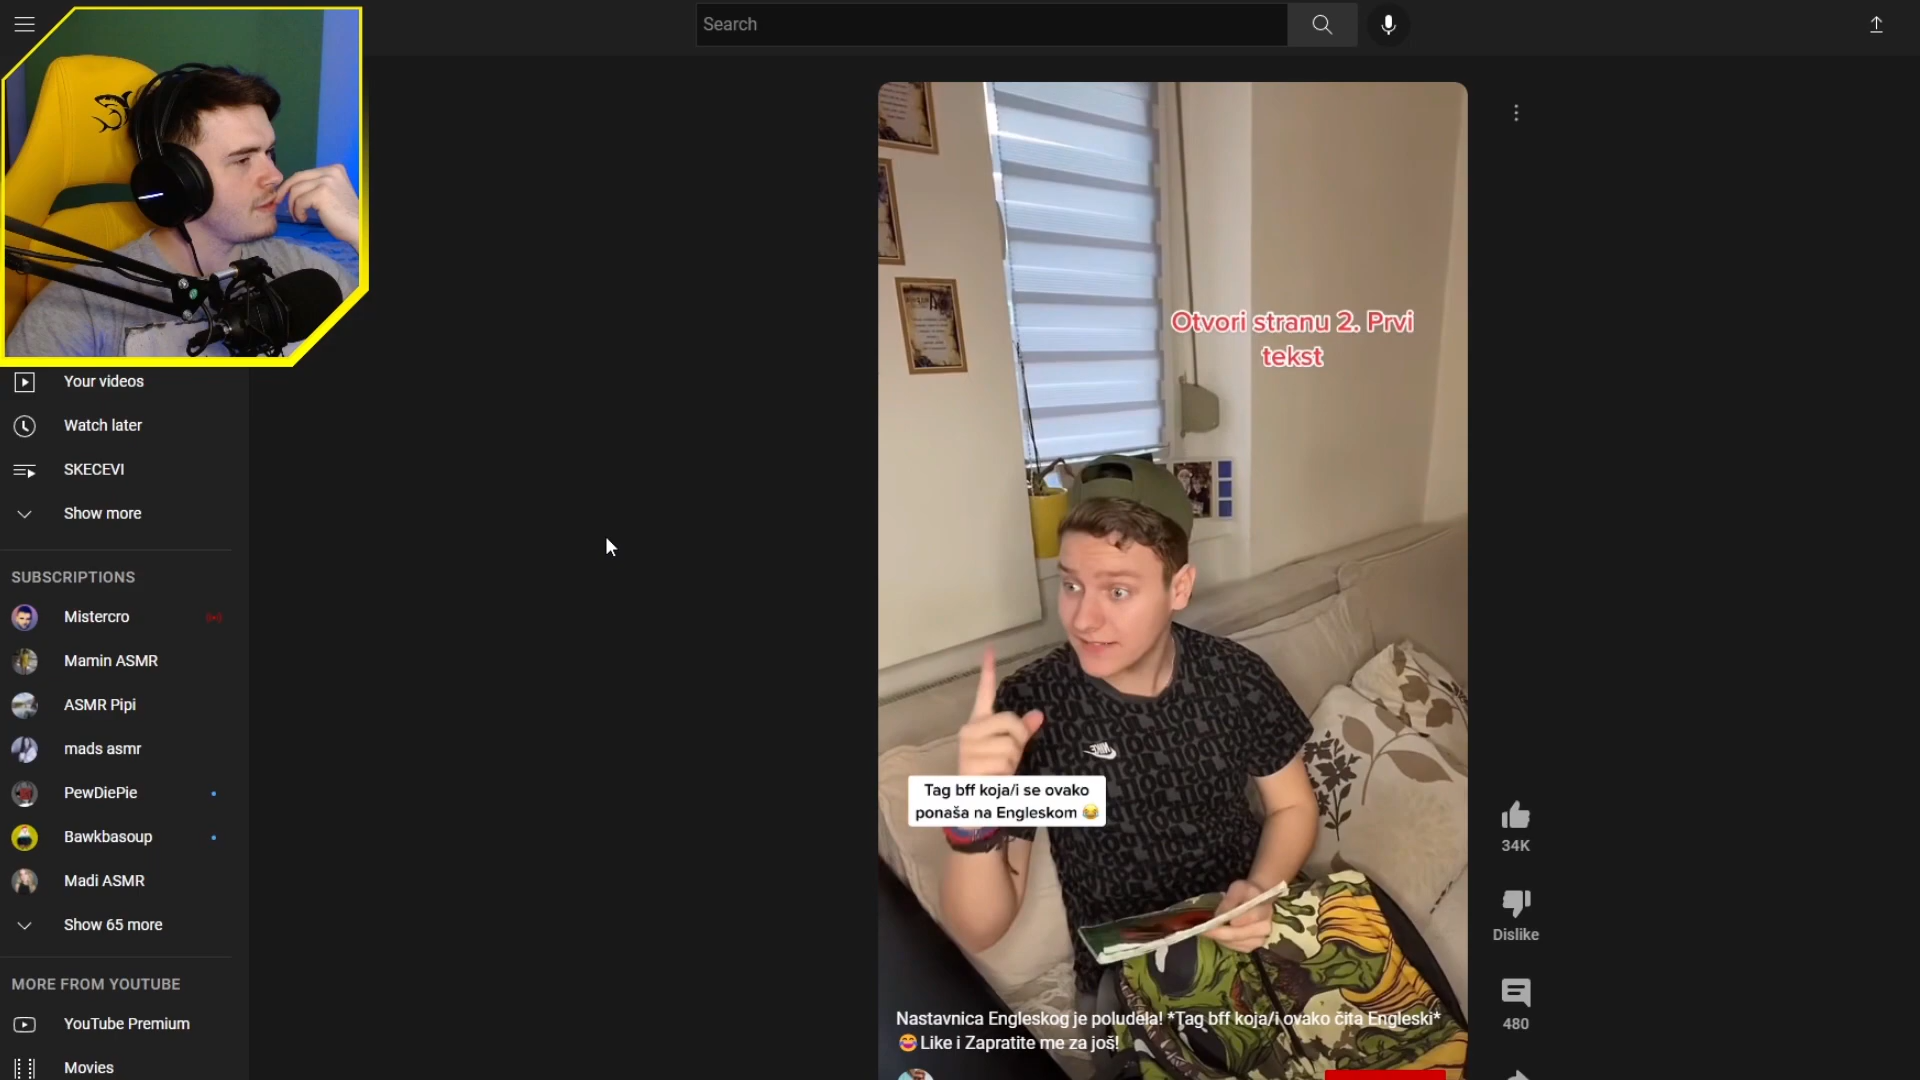 Search
Your videos
Watch later
SKECEVI
Show more
SUBSCRIPTIONS
Mistercro
Mamin ASMR
ASMR Pipi
mads asmr
PewDiePie
Bawkbasoup
Madi ASMR
Show 65 more
MORE FROM YOUTUBE
YouTube Premium
Movies
Otvori stranu 2. Prvi
tekst
Tag bff koja/i se ovako
ponaša na Engleskom 😂
Nastavnica Engleskog je poludela! *Tag bff koja/i ovako čita Engleski*
😂Like i Zapratite me za još!
34K
Dislike
480